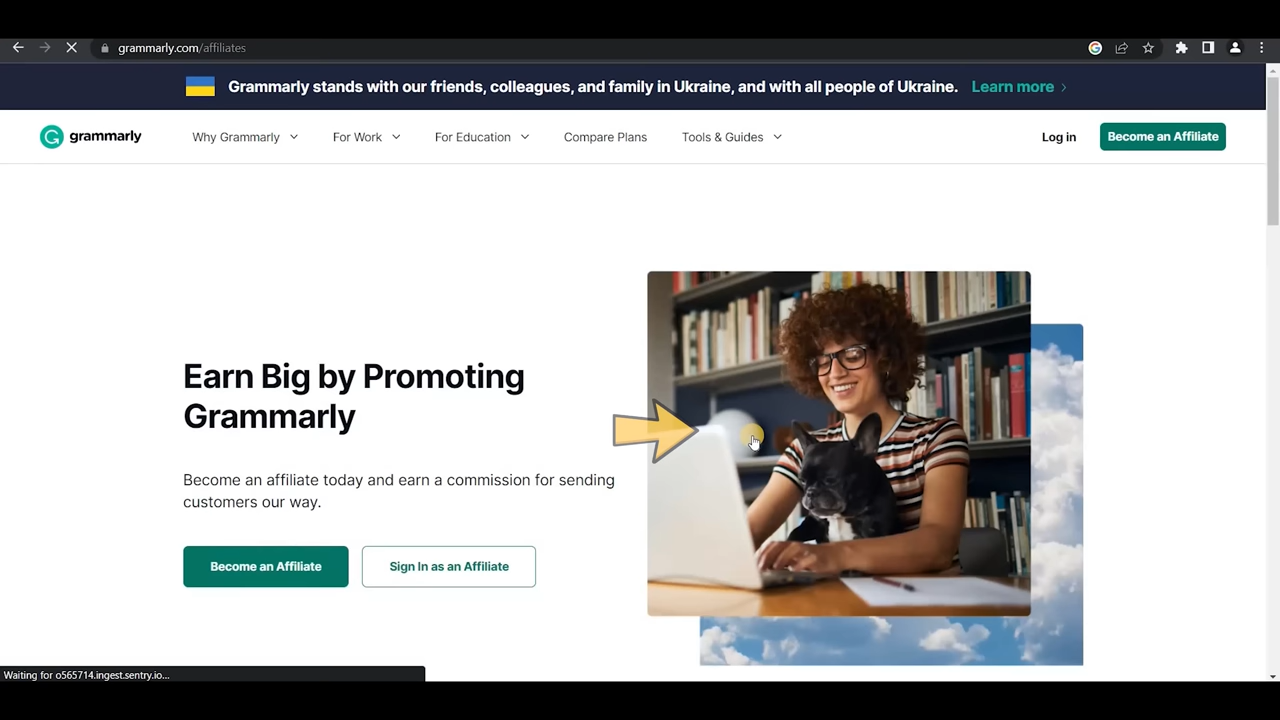 grammarly.com/affiliates
Grammarly stands with our friends, colleagues, and family in Ukraine, and with all people of Ukraine. Learn more
grammarly Why Grammarly For Work For Education Compare Plans Tools & Guides Log in Become an Affiliate
Earn Big by Promoting
Grammarly
Become an affiliate today and earn a commission for sending
customers our way.
Become an Affiliate Sign In as an Affiliate
Waiting for o565714.ingest.sentry.io...